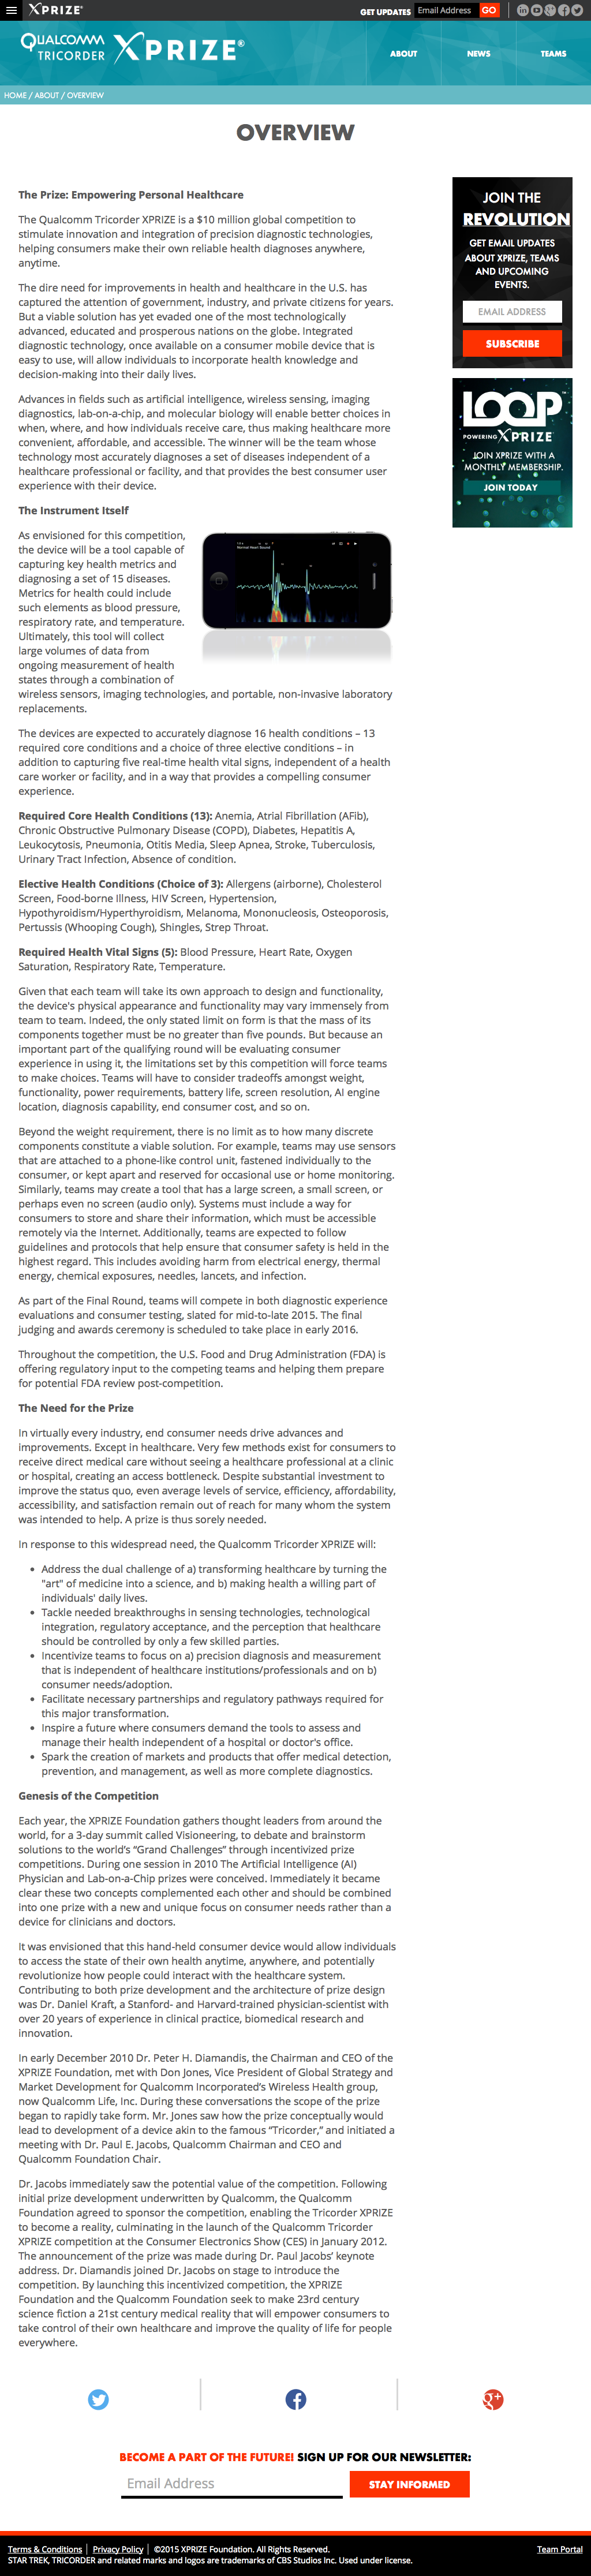 XPRIZE®
GET UPDATES Email Address GO
QUALCOMM
TRICORDER XPRIZE®
ABOUT NEWS TEAMS
HOME / ABOUT / OVERVIEW
OVERVIEW
The Prize: Empowering Personal Healthcare
The Qualcomm Tricorder XPRIZE is a $10 million global competition to
stimulate innovation and integration of precision diagnostic technologies,
helping consumers make their own reliable health diagnoses anywhere,
anytime.
The dire need for improvements in health and healthcare in the U.S. has
captured the attention of government, industry, and private citizens for years.
But a viable solution has yet evaded one of the most technologically
advanced, educated and prosperous nations on the globe. Integrated
diagnostic technology, once available on a consumer mobile device that is
easy to use, will allow individuals to incorporate health knowledge and
decision-making into their daily lives.
Advances in fields such as artificial intelligence, wireless sensing, imaging
diagnostics, lab-on-a-chip, and molecular biology will enable better choices in
when, where, and how individuals receive care, thus making healthcare more
convenient, affordable, and accessible. The winner will be the team whose
technology most accurately diagnoses a set of diseases independent of a
healthcare professional or facility, and that provides the best consumer user
experience with their device.
The Instrument Itself
As envisioned for this competition,
the device will be a tool capable of
capturing key health metrics and
diagnosing a set of 15 diseases.
Metrics for health could include
such elements as blood pressure,
respiratory rate, and temperature.
Ultimately, this tool will collect
large volumes of data from
ongoing measurement of health
states through a combination of
wireless sensors, imaging technologies, and portable, non-invasive laboratory
replacements.
Normal Heart Sound
The devices are expected to accurately diagnose 16 health conditions – 13
required core conditions and a choice of three elective conditions – in
addition to capturing five real-time health vital signs, independent of a health
care worker or facility, and in a way that provides a compelling consumer
experience.
Required Core Health Conditions (13): Anemia, Atrial Fibrillation (AFib),
Chronic Obstructive Pulmonary Disease (COPD), Diabetes, Hepatitis A,
Leukocytosis, Pneumonia, Otitis Media, Sleep Apnea, Stroke, Tuberculosis,
Urinary Tract Infection, Absence of condition.
Elective Health Conditions (Choice of 3): Allergens (airborne), Cholesterol
Screen, Food-borne Illness, HIV Screen, Hypertension,
Hypothyroidism/Hyperthyroidism, Melanoma, Mononucleosis, Osteoporosis,
Pertussis (Whooping Cough), Shingles, Strep Throat.
Required Health Vital Signs (5): Blood Pressure, Heart Rate, Oxygen
Saturation, Respiratory Rate, Temperature.
Given that each team will take its own approach to design and functionality,
the device's physical appearance and functionality may vary immensely from
team to team. Indeed, the only stated limit on form is that the mass of its
components together must be no greater than five pounds. But because an
important part of the qualifying round will be evaluating consumer
experience in using it, the limitations set by this competition will force teams
to make choices. Teams will have to consider tradeoffs amongst weight,
functionality, power requirements, battery life, screen resolution, AI engine
location, diagnosis capability, end consumer cost, and so on.
Beyond the weight requirement, there is no limit as to how many discrete
components constitute a viable solution. For example, teams may use sensors
that are attached to a phone-like control unit, fastened individually to the
consumer, or kept apart and reserved for occasional use or home monitoring.
Similarly, teams may create a tool that has a large screen, a small screen, or
perhaps even no screen (audio only). Systems must include a way for
consumers to store and share their information, which must be accessible
remotely via the Internet. Additionally, teams are expected to follow
guidelines and protocols that help ensure that consumer safety is held in the
highest regard. This includes avoiding harm from electrical energy, thermal
energy, chemical exposures, needles, lancets, and infection.
As part of the Final Round, teams will compete in both diagnostic experience
evaluations and consumer testing, slated for mid-to-late 2015. The final
judging and awards ceremony is scheduled to take place in early 2016.
Throughout the competition, the U.S. Food and Drug Administration (FDA) is
offering regulatory input to the competing teams and helping them prepare
for potential FDA review post-competition.
The Need for the Prize
In virtually every industry, end consumer needs drive advances and
improvements. Except in healthcare. Very few methods exist for consumers to
receive direct medical care without seeing a healthcare professional at a clinic
or hospital, creating an access bottleneck. Despite substantial investment to
improve the status quo, even average levels of service, efficiency, affordability,
accessibility, and satisfaction remain out of reach for many whom the system
was intended to help. A prize is thus sorely needed.
In response to this widespread need, the Qualcomm Tricorder XPRIZE will:
• Address the dual challenge of a) transforming healthcare by turning the
"art" of medicine into a science, and b) making health a willing part of
individuals' daily lives.
• Tackle needed breakthroughs in sensing technologies, technological
integration, regulatory acceptance, and the perception that healthcare
should be controlled by only a few skilled parties.
• Incentivize teams to focus on a) precision diagnosis and measurement
that is independent of healthcare institutions/professionals and on b)
consumer needs/adoption.
• Facilitate necessary partnerships and regulatory pathways required for
this major transformation.
• Inspire a future where consumers demand the tools to assess and
manage their health independent of a hospital or doctor's office.
• Spark the creation of markets and products that offer medical detection,
prevention, and management, as well as more complete diagnostics.
Genesis of the Competition
Each year, the XPRIZE Foundation gathers thought leaders from around the
world, for a 3-day summit called Visioneering, to debate and brainstorm
solutions to the world's “Grand Challenges” through incentivized prize
competitions. During one session in 2010 The Artificial Intelligence (AI)
Physician and Lab-on-a-Chip prizes were conceived. Immediately it became
clear these two concepts complemented each other and should be combined
into one prize with a new and unique focus on consumer needs rather than a
device for clinicians and doctors.
It was envisioned that this hand-held consumer device would allow individuals
to access the state of their own health anytime, anywhere, and potentially
revolutionize how people could interact with the healthcare system.
Contributing to both prize development and the architecture of prize design
was Dr. Daniel Kraft, a Stanford- and Harvard-trained physician-scientist with
over 20 years of experience in clinical practice, biomedical research and
innovation.
In early December 2010 Dr. Peter H. Diamandis, the Chairman and CEO of the
XPRIZE Foundation, met with Don Jones, Vice President of Global Strategy and
Market Development for Qualcomm Incorporated's Wireless Health group,
now Qualcomm Life, Inc. During these conversations the scope of the prize
began to rapidly take form. Mr. Jones saw how the prize conceptually would
lead to development of a device akin to the famous “Tricorder,” and initiated a
meeting with Dr. Paul E. Jacobs, Qualcomm Chairman and CEO and
Qualcomm Foundation Chair.
Dr. Jacobs immediately saw the potential value of the competition. Following
initial prize development underwritten by Qualcomm, the Qualcomm
Foundation agreed to sponsor the competition, enabling the Tricorder XPRIZE
to become a reality, culminating in the launch of the Qualcomm Tricorder
XPRIZE competition at the Consumer Electronics Show (CES) in January 2012.
The announcement of the prize was made during Dr. Paul Jacobs' keynote
address. Dr. Diamandis joined Dr. Jacobs on stage to introduce the
competition. By launching this incentivized competition, the XPRIZE
Foundation and the Qualcomm Foundation seek to make 23rd century
science fiction a 21st century medical reality that will empower consumers to
take control of their own healthcare and improve the quality of life for people
everywhere.
JOIN THE
REVOLUTION
GET EMAIL UPDATES
ABOUT XPRIZE, TEAMS
AND UPCOMING
EVENTS.
EMAIL ADDRESS
SUBSCRIBE
LOOP™
POWERING XPRIZE
JOIN XPRIZE WITH A
MONTHLY MEMBERSHIP.
JOIN TODAY
BECOME A PART OF THE FUTURE! SIGN UP FOR OUR NEWSLETTER:
Email Address STAY INFORMED
Terms & Conditions | Privacy Policy | ©2015 XPRIZE Foundation. All Rights Reserved. Team Portal
STAR TREK, TRICORDER and related marks and logos are trademarks of CBS Studios Inc. Used under license.